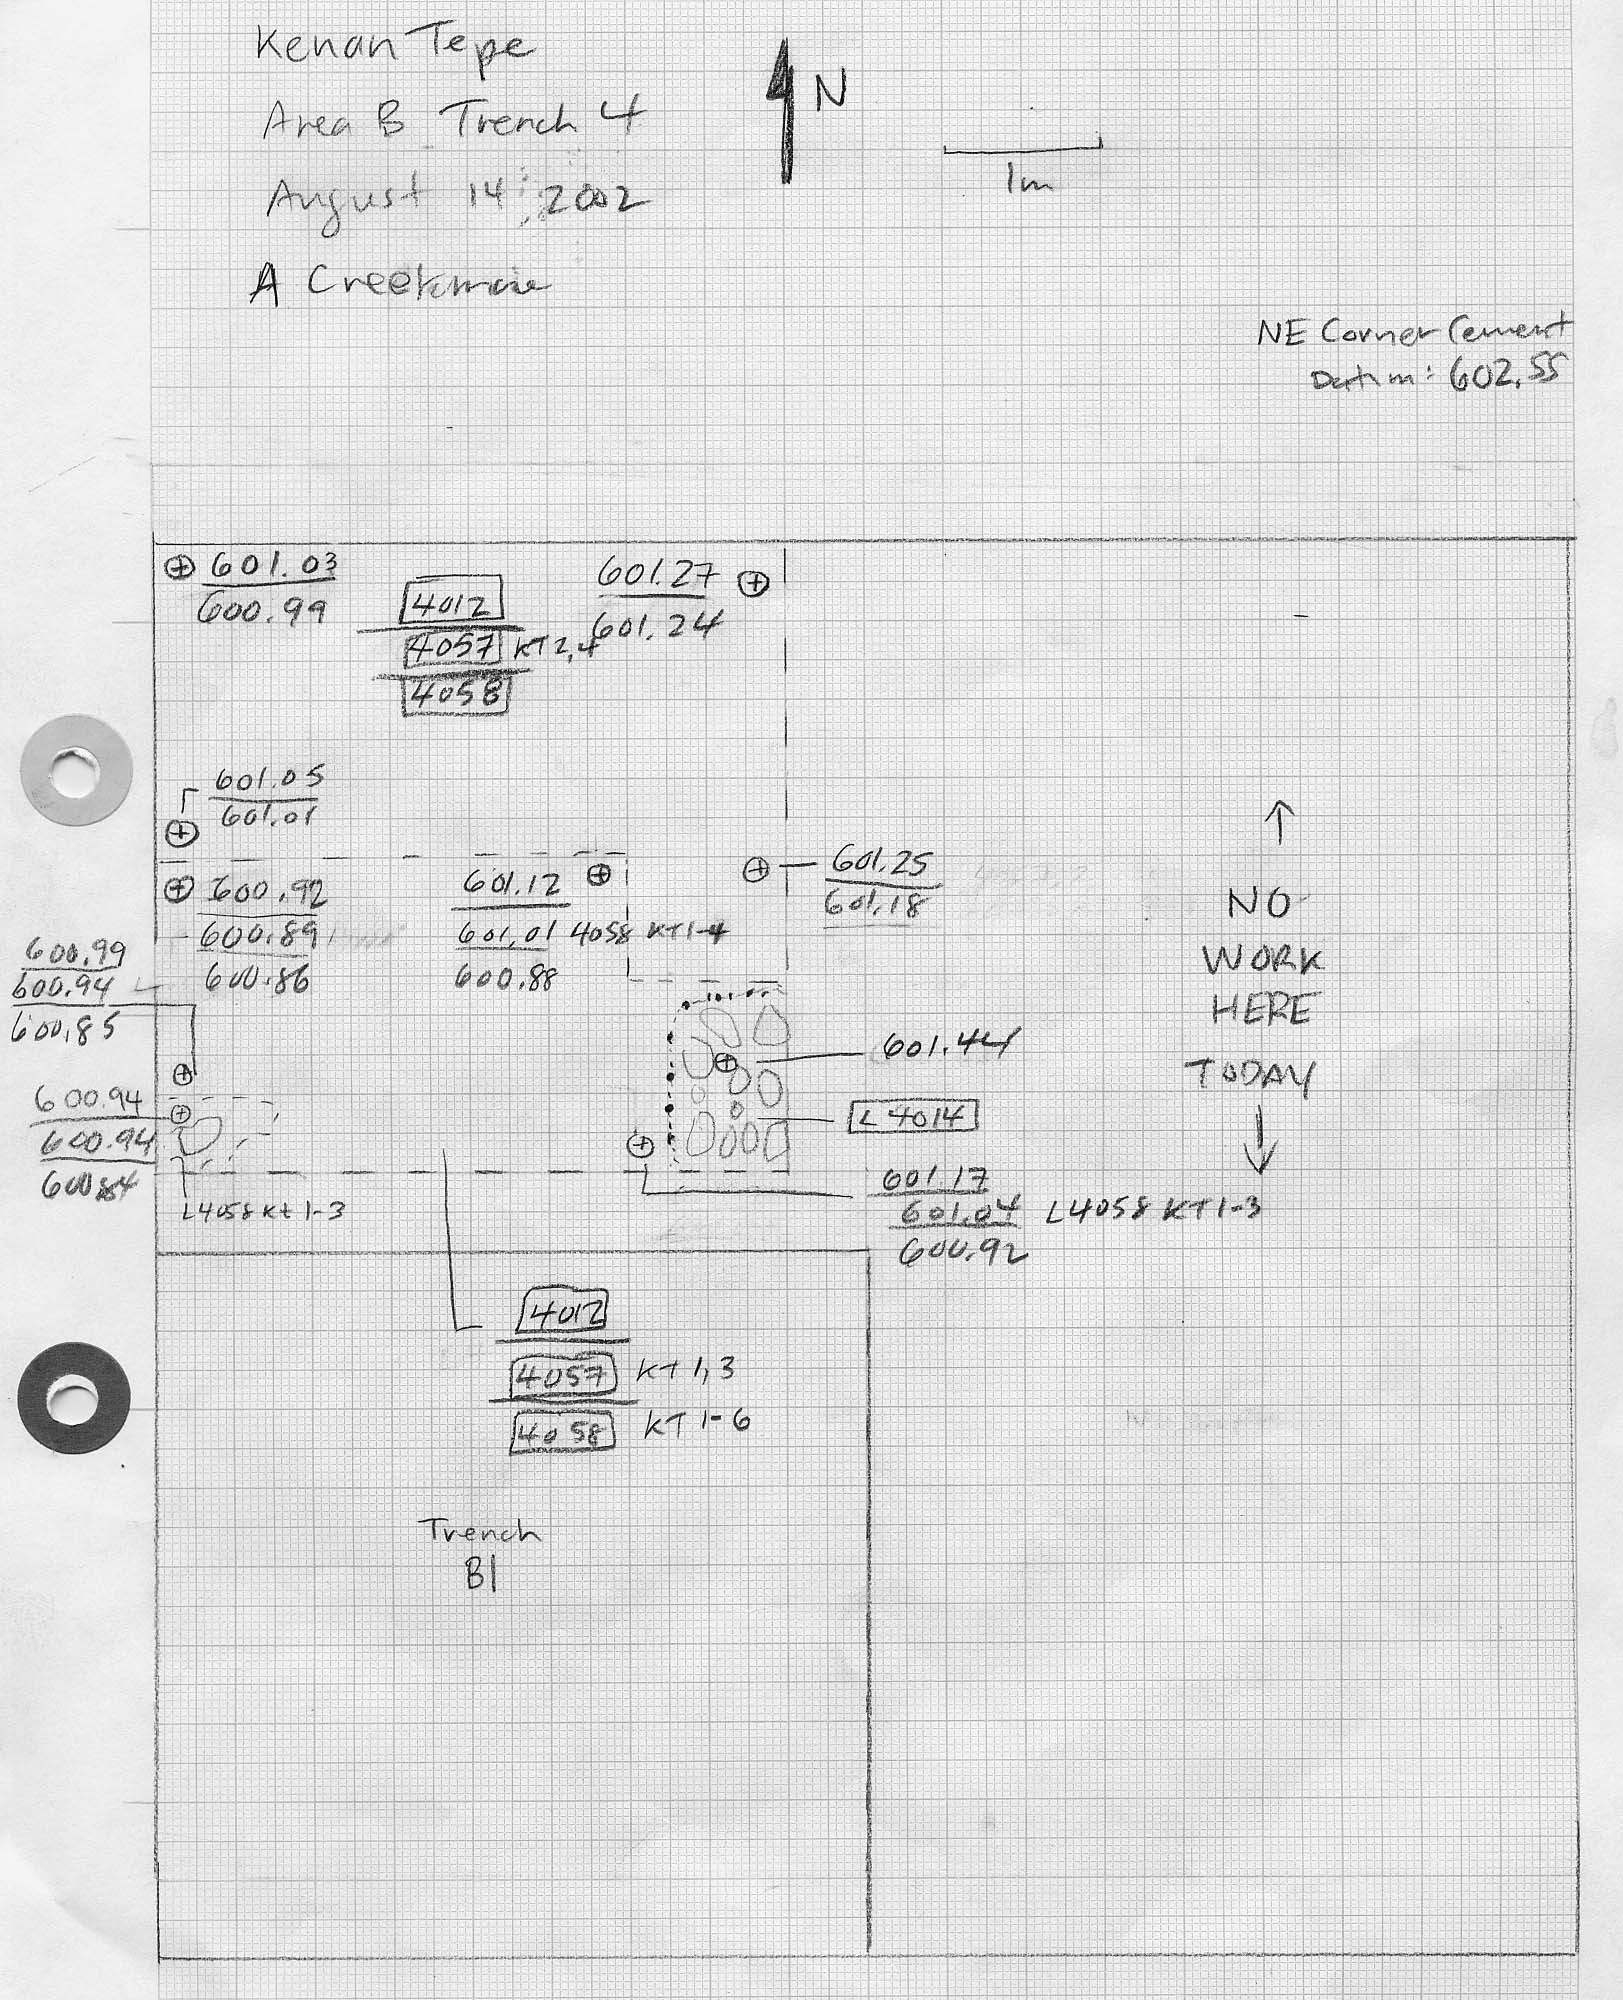 Kenan Tepe
Area B Trench 4
August 14, 2002
A Creekmore
N
1m
NE Corner Cement
Datum: 602.55
601.03
600.99
4012
4057 KT 2,4
4058
601.27
601.24
601.05
601.01
600.92
600.89
600.86
601.12
601.01 4058 KT 1-4
600.88
601.25
601.18
NO
WORK
HERE
TODAY
600.99
600.94
600.85
601.44
L 4014
600.94
600.94
600.84
L4058 KT 1-3
601.17
601.04 L4058 KT 1-3
600.92
4012
4057 KT 1,3
4058 KT 1-6
Trench
B1